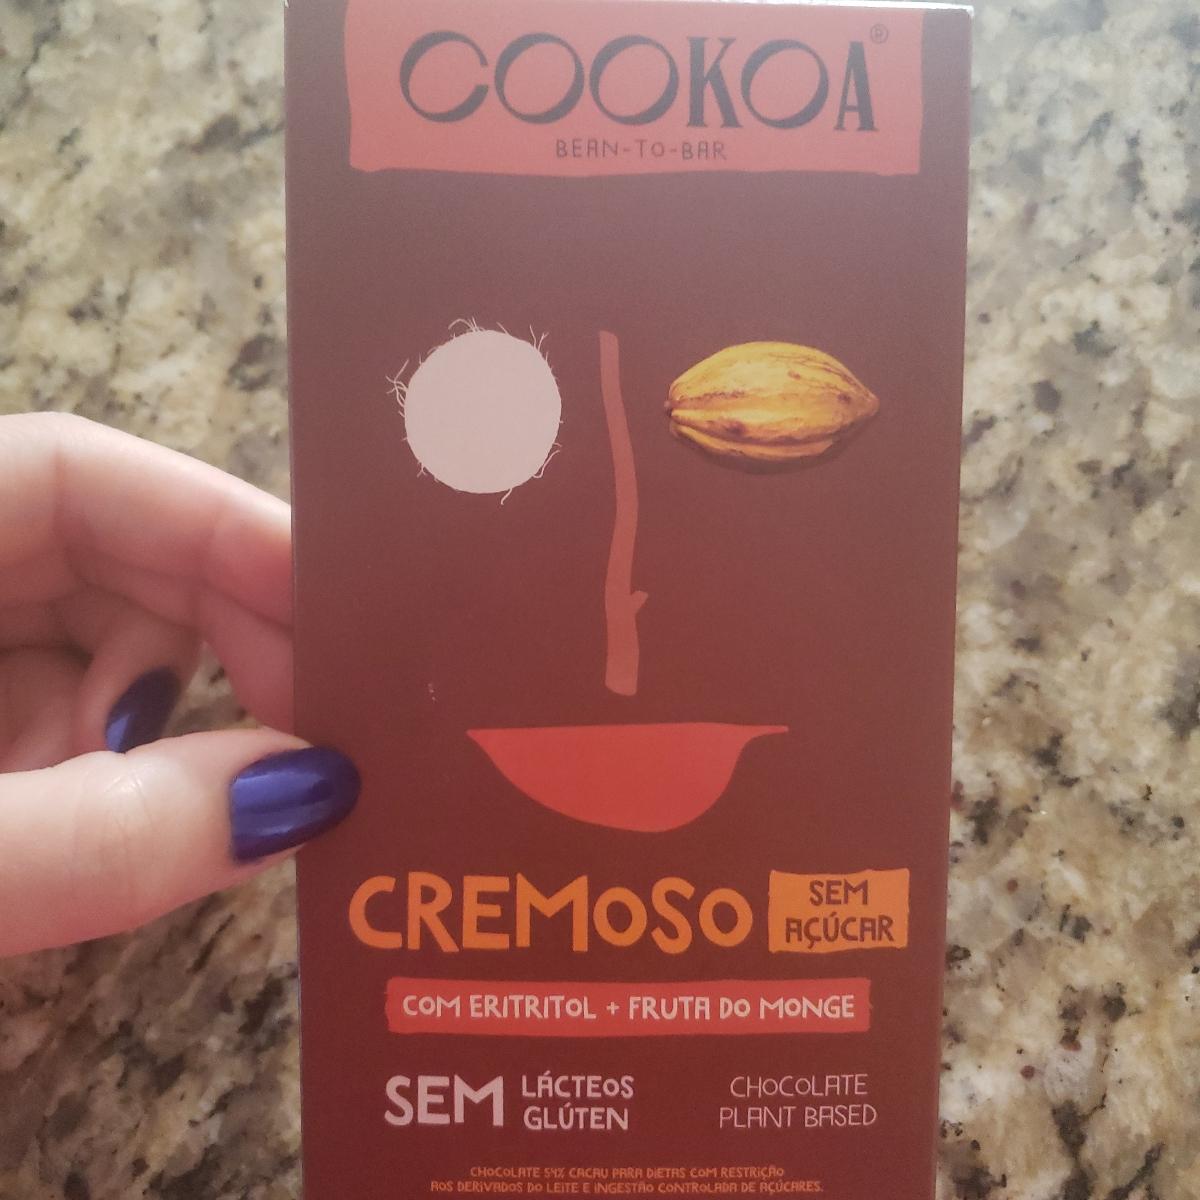 COOKOA®
BEAN-TO-BAR
CREMOSO
SEM
AÇÚCAR
COM ERITRITOL + FRUTA DO MONGE
SEM LÁCTEOS
GLÚTEN
CHOCOLATE
PLANT BASED
CHOCOLATE 54% CACAU PARA DIETAS COM RESTRIÇÃO
AOS DERIVADOS DO LEITE E INGESTÃO CONTROLADA DE AÇÚCARES.